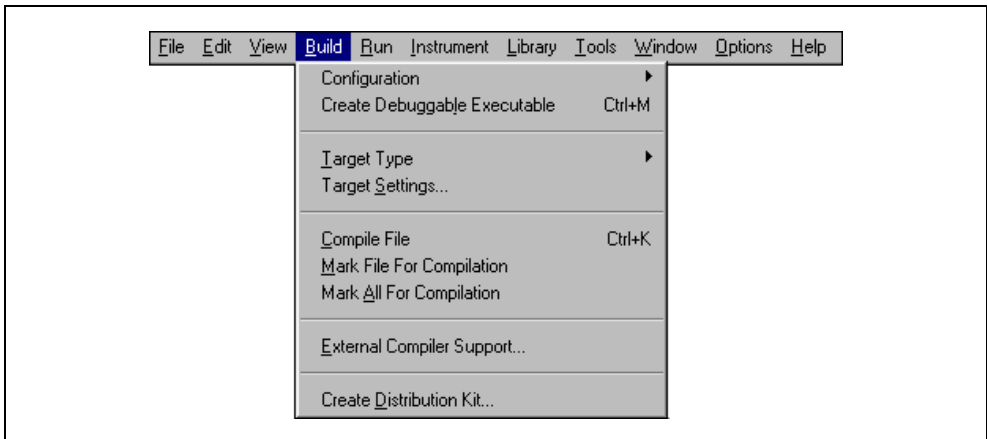 File Edit View Build Run Instrument Library Tools Window Options Help
Configuration
Create Debuggable Executable Ctrl+M
Target Type
Target Settings...
Compile File Ctrl+K
Mark File For Compilation
Mark All For Compilation
External Compiler Support...
Create Distribution Kit...